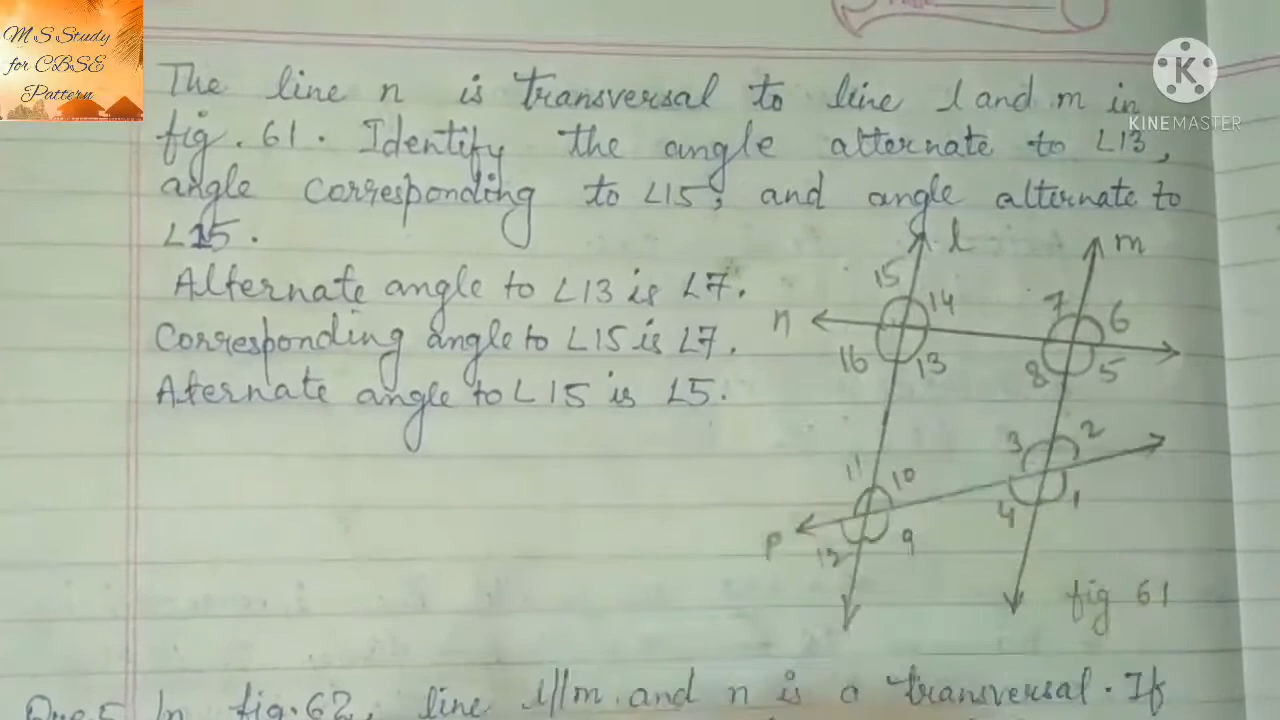 M S Study
for CBSE
Pattern
KINEMASTER
The line n is transversal to line l and m in
fig. 61. Identify the angle alternate to ∠13,
angle corresponding to ∠15, and angle alternate to
∠15.
Alternate angle to ∠13 is ∠7.
Corresponding angle to ∠15 is ∠7.
Aternate angle to ∠15 is ∠5.
l
m
n
15
14
7
6
16
13
8
5
3
2
11
10
4
1
p
12
9
fig 61
Ques 5 In fig. 62, line l//m and n is a transversal. If